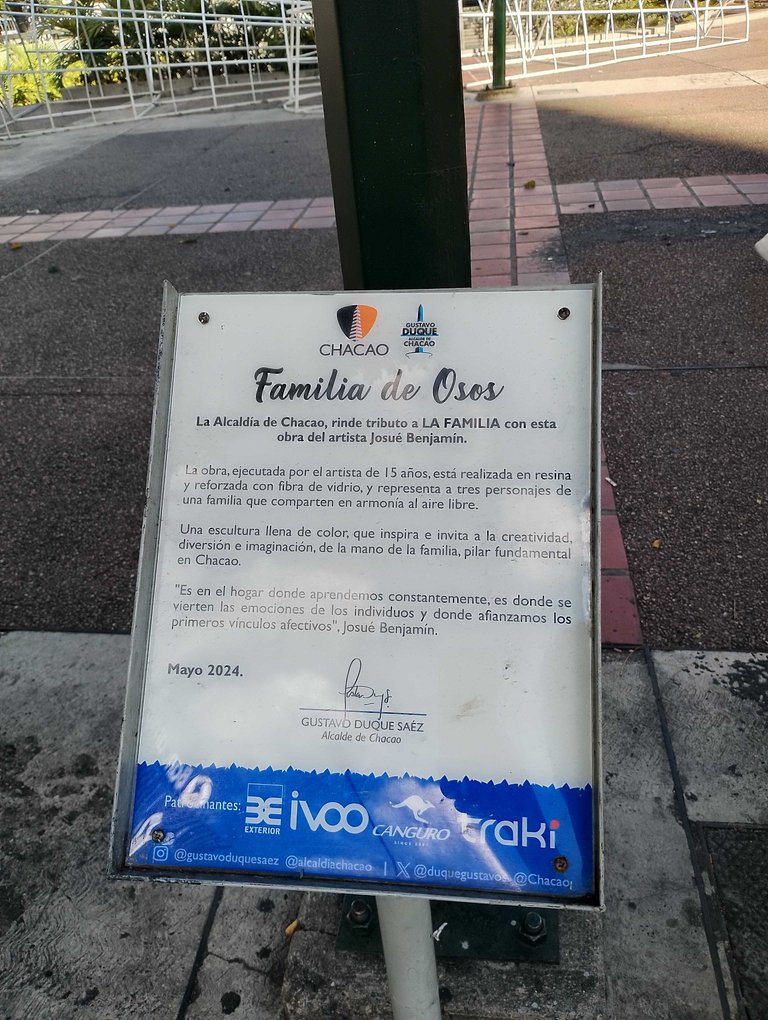 CHACAO
GUSTAVO
DUQUE
ALCALDE DE
CHACAO
Familia de Osos
La Alcaldía de Chacao, rinde tributo a LA FAMILIA con esta
obra del artista Josué Benjamín.
La obra, ejecutada por el artista de 15 años, está realizada en resina
y reforzada con fibra de vidrio, y representa a tres personajes de
una familia que comparten en armonía al aire libre.
Una escultura llena de color, que inspira e invita a la creatividad,
diversión e imaginación, de la mano de la familia, pilar fundamental
en Chacao.
"Es en el hogar donde aprendemos constantemente, es donde se
vierten las emociones de los individuos y donde afianzamos los
primeros vínculos afectivos", Josué Benjamín.
Mayo 2024.
GUSTAVO DUQUE SAÉZ
Alcalde de Chacao
Patrocinantes: EXTERIOR ivoo CANGURO traki
@gustavoduquesaez @alcaldiachacao | X @duquegustavos @Chacao